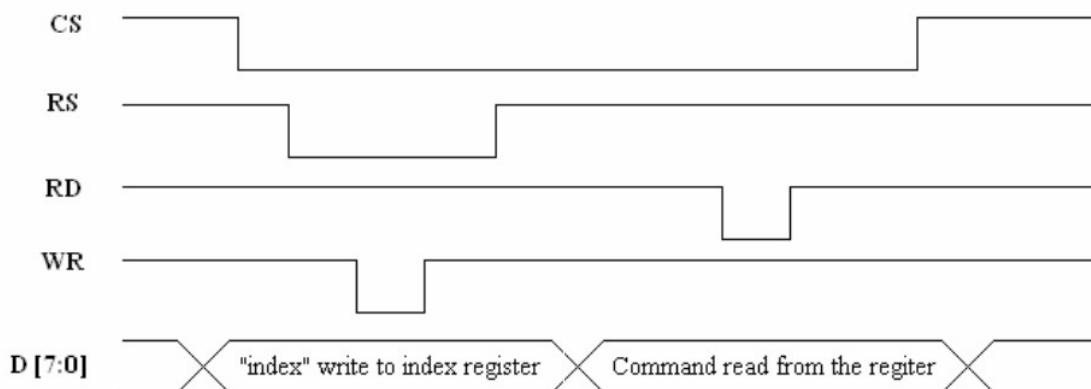 CS
RS
RD
WR
D [7:0] "index" write to index register Command read from the regiter